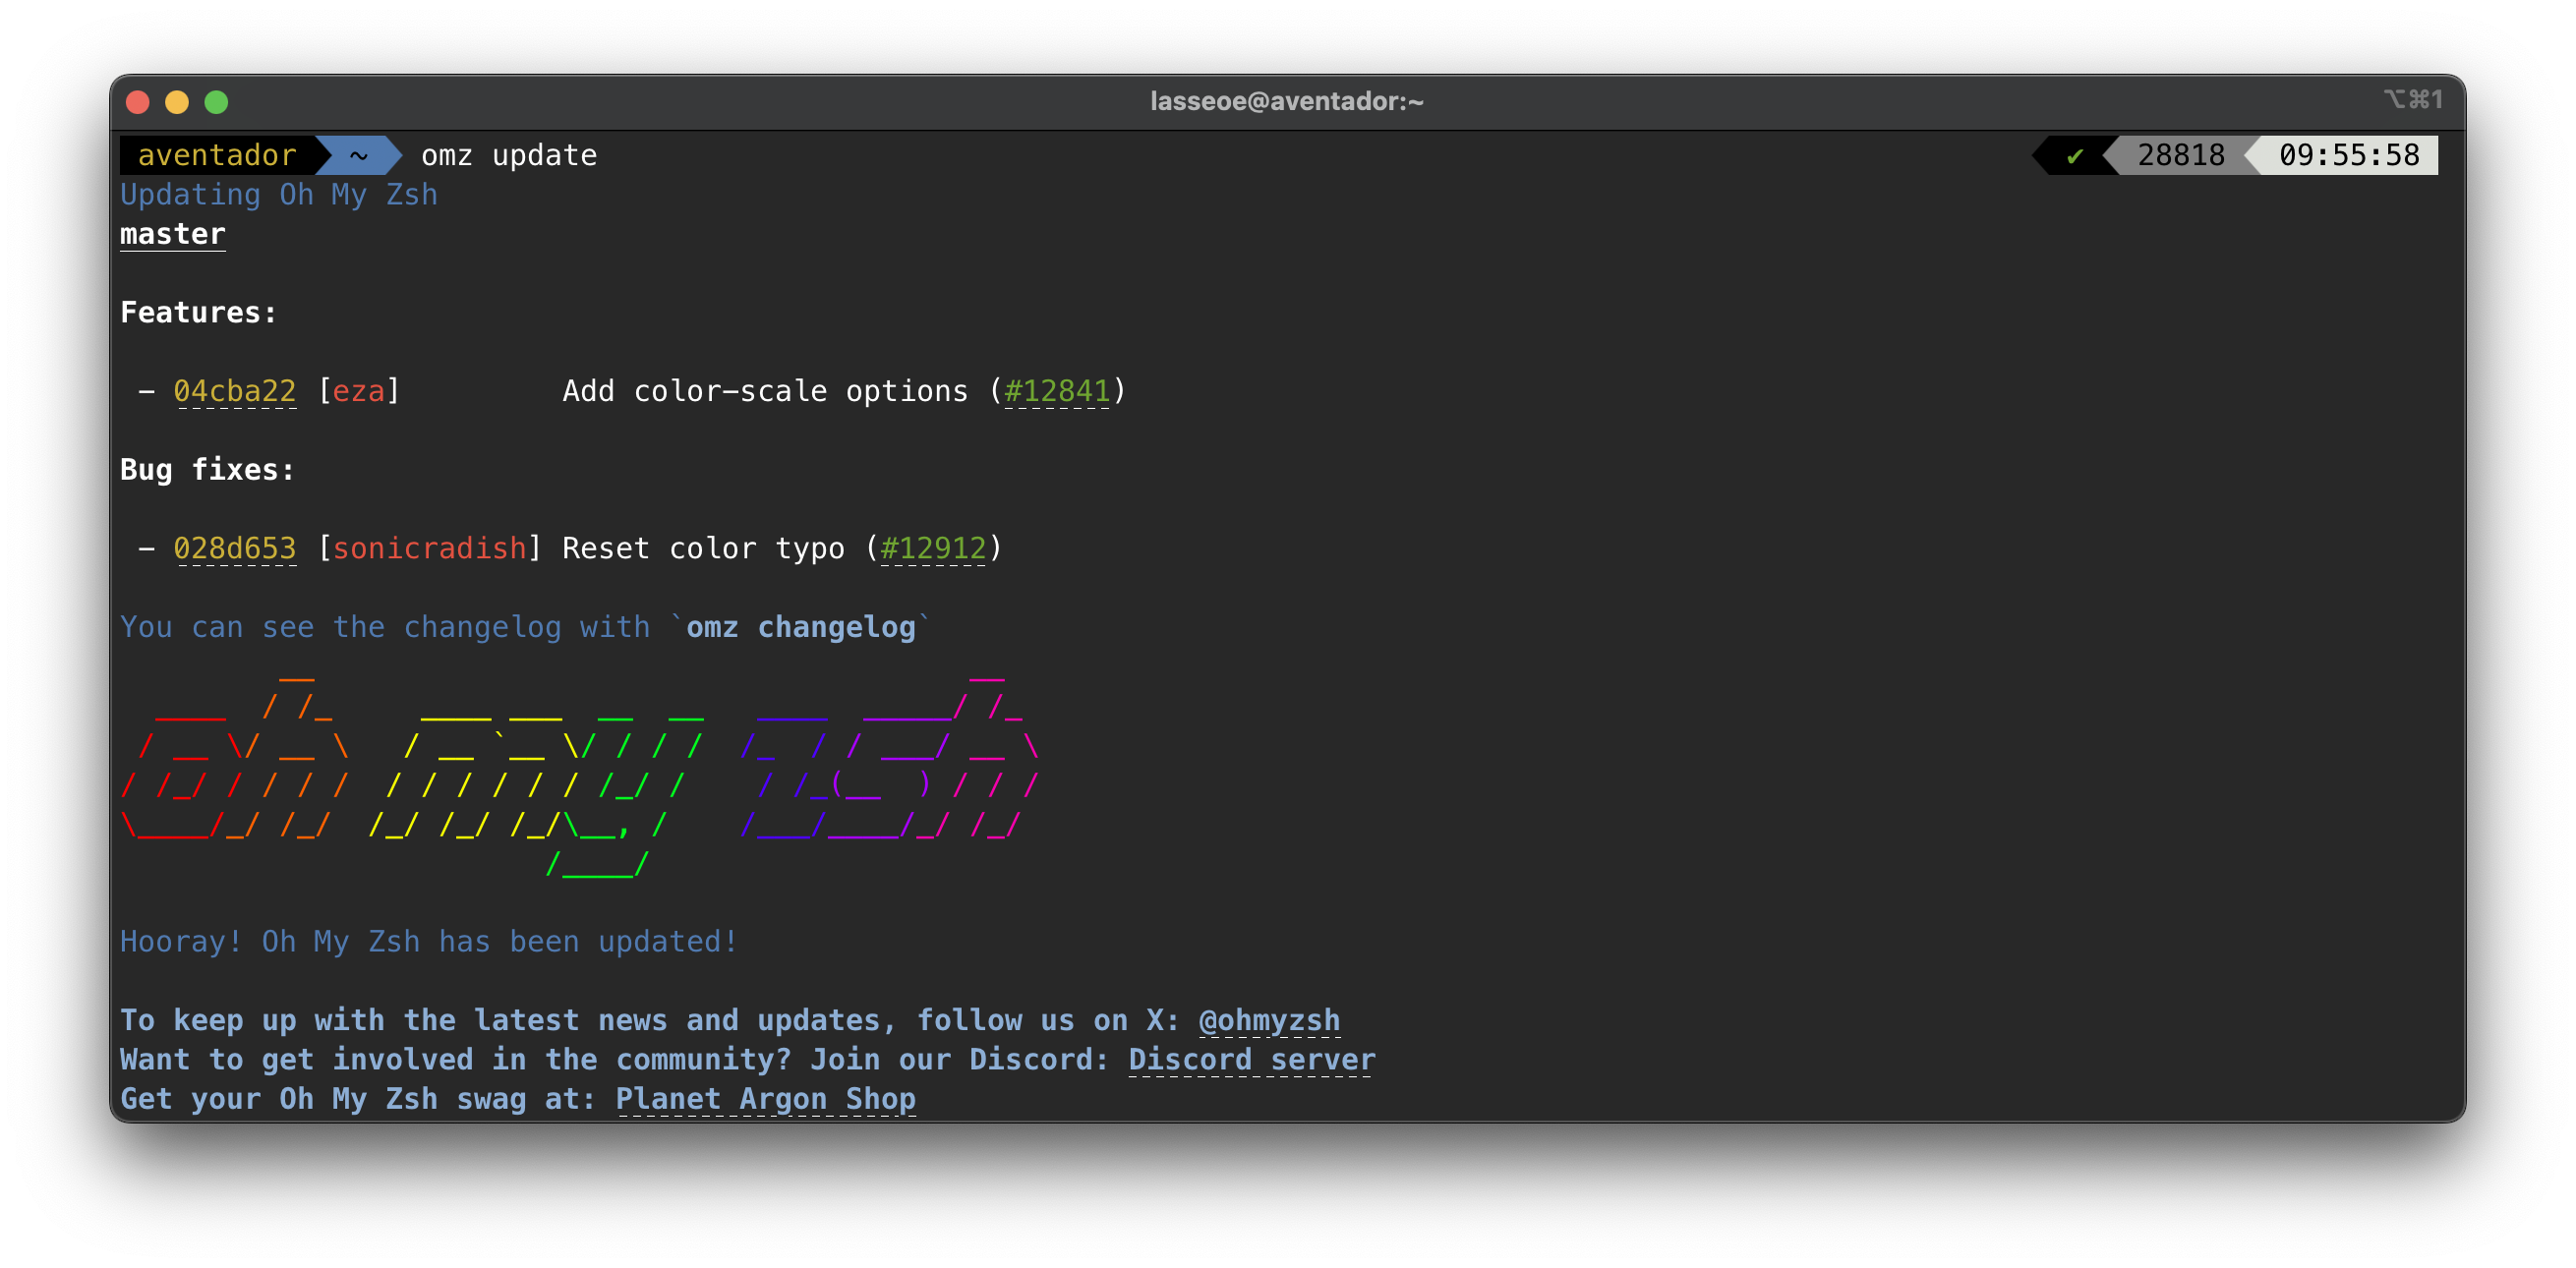 lasseoe@aventador:~ ⌥⌘1
aventador ~ omz update ✔ 28818 09:55:58
Updating Oh My Zsh
master
Features:
- 04cba22 [eza] Add color-scale options (#12841)
Bug fixes:
- 028d653 [sonicradish] Reset color typo (#12912)
You can see the changelog with `omz changelog`
oh my zsh
Hooray! Oh My Zsh has been updated!
To keep up with the latest news and updates, follow us on X: @ohmyzsh
Want to get involved in the community? Join our Discord: Discord server
Get your Oh My Zsh swag at: Planet Argon Shop